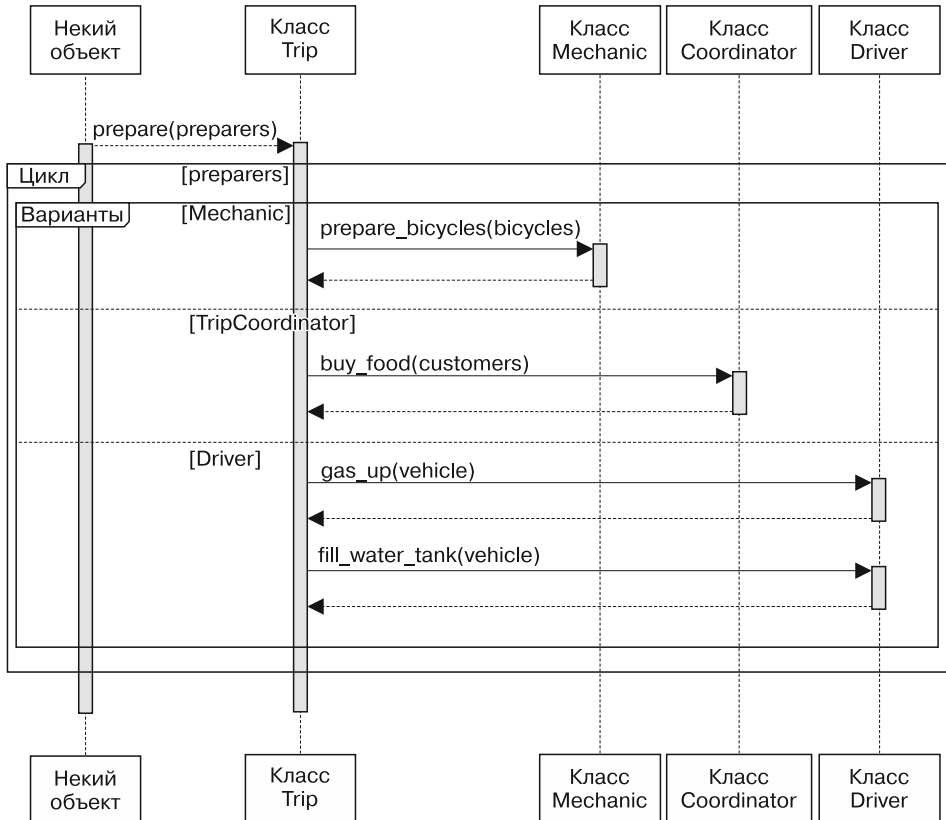 Некий
объект
Класс
Trip
Класс
Mechanic
Класс
Coordinator
Класс
Driver
prepare(preparers)
Цикл
[preparers]
Варианты
[Mechanic]
prepare_bicycles(bicycles)
[TripCoordinator]
buy_food(customers)
[Driver]
gas_up(vehicle)
fill_water_tank(vehicle)
Некий
объект
Класс
Trip
Класс
Mechanic
Класс
Coordinator
Класс
Driver